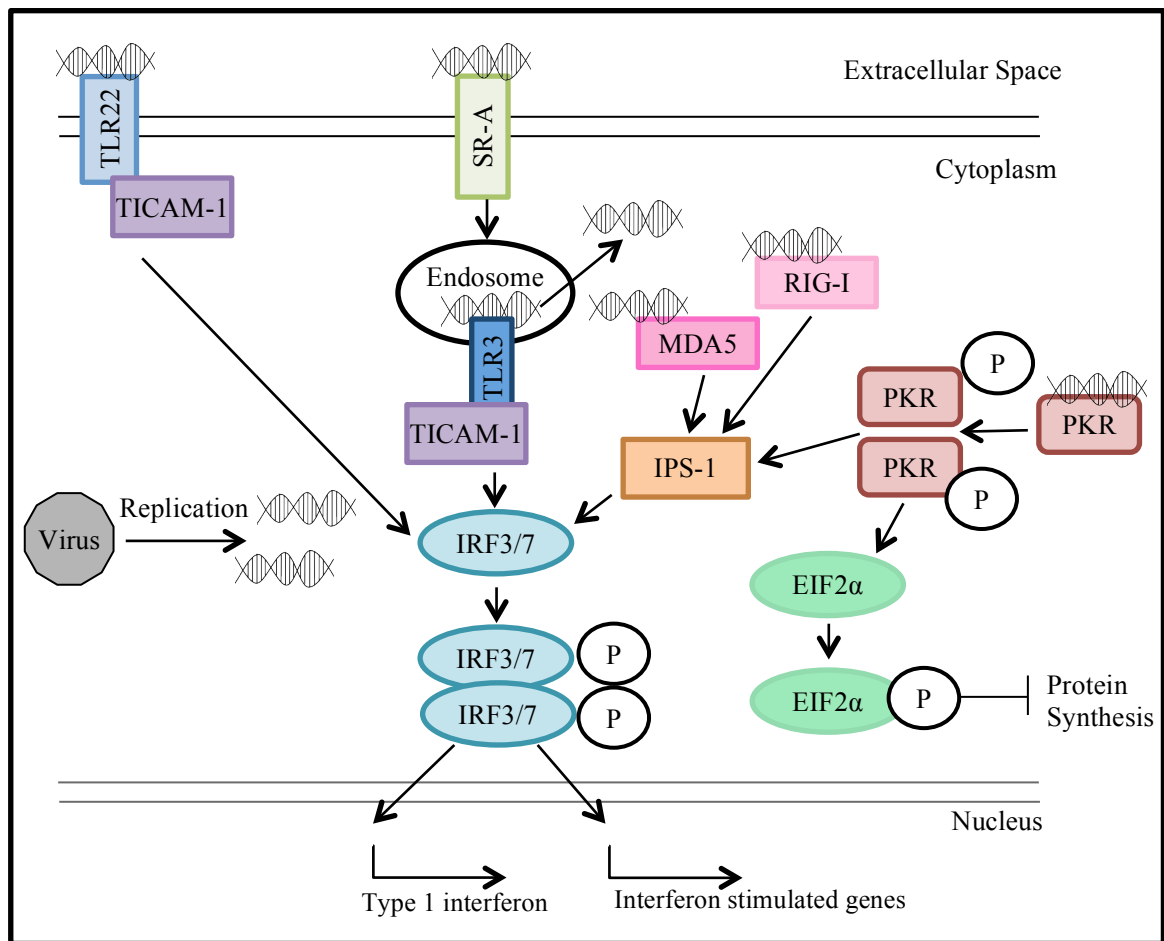 Extracellular Space
TLR22
SR-A
Cytoplasm
TICAM-1
Endosome
RIG-I
TLR3
MDA5
P
PKR
PKR
TICAM-1
IPS-1
PKR
P
Replication
Virus
IRF3/7
EIF2α
IRF3/7
P
IRF3/7
P
EIF2α
P
Protein
Synthesis
Nucleus
Type 1 interferon
Interferon stimulated genes